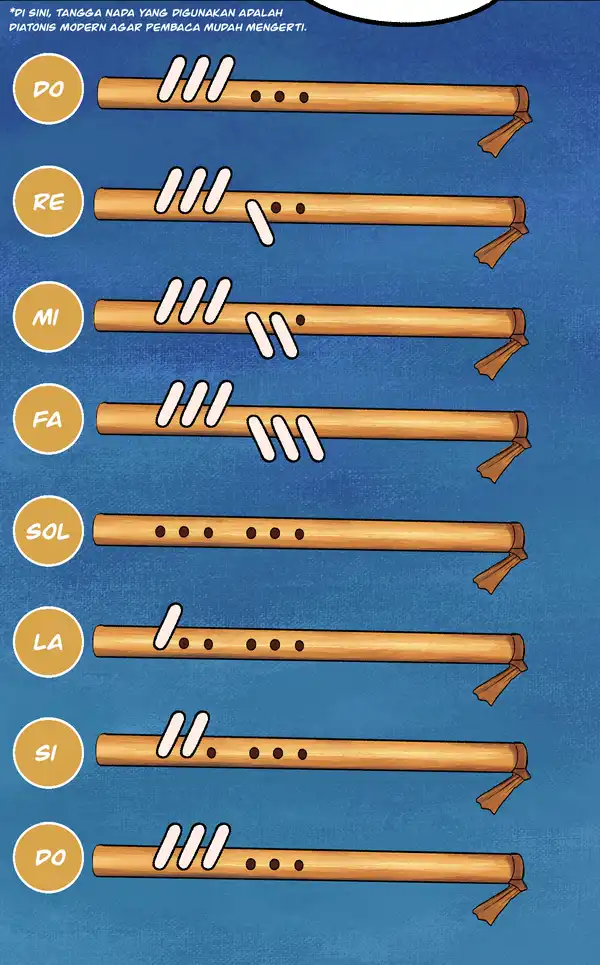 *DI SINI, TANGGA NADA YANG DIGUNAKAN ADALAH
DIATONIS MODERN AGAR PEMBACA MUDAH MENGERTI.
DO
RE
MI
FA
SOL
LA
SI
DO